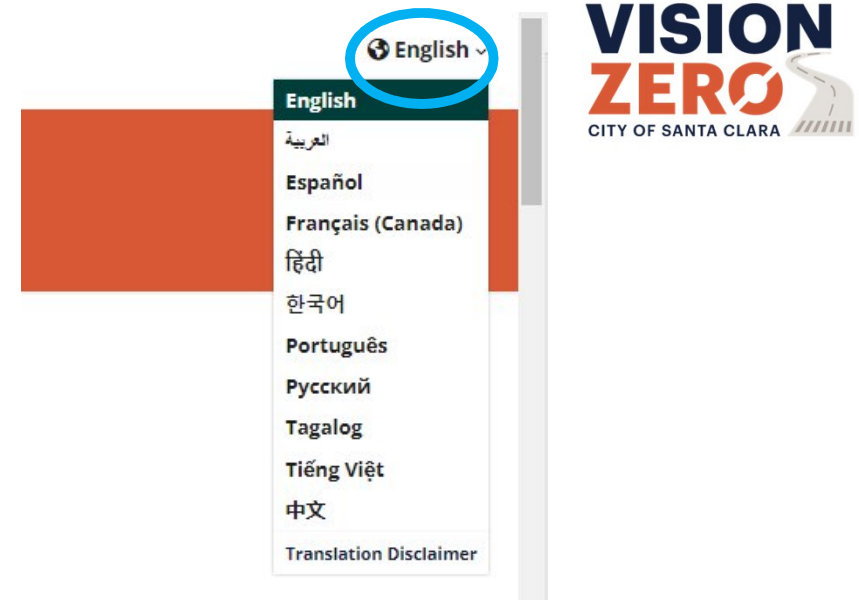 English
English
العربية
Español
Français (Canada)
हिंदी
한국어
Português
Русский
Tagalog
Tiếng Việt
中文
Translation Disclaimer
VISION
ZERO
CITY OF SANTA CLARA